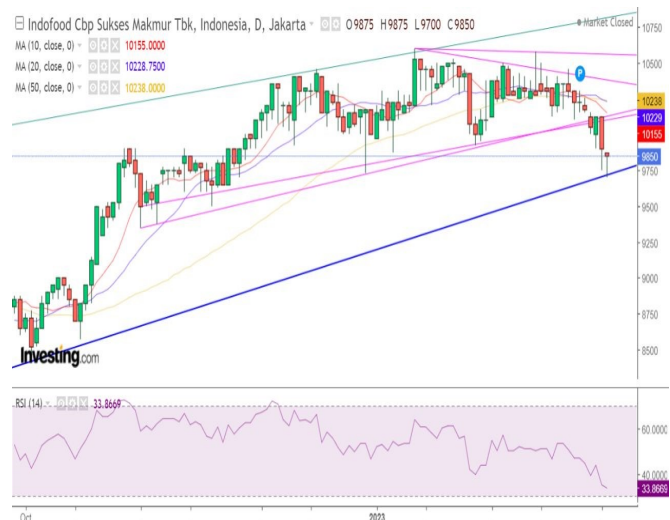 Indofood Cbp Sukses Makmur Tbk, Indonesia, D, Jakarta O9875 H9875 L9700 C9850
Market Closed
MA (10, close, 0) 10155.0000
MA (20, close, 0) 10228.7500
MA (50, close, 0) 10238.0000
10750
10500
10238
10229
10155
9850
9750
9500
9250
9000
8750
8500
P
Investing.com
RSI (14) 33.8669
60.0000
40.0000
33.8669
Oct
2023